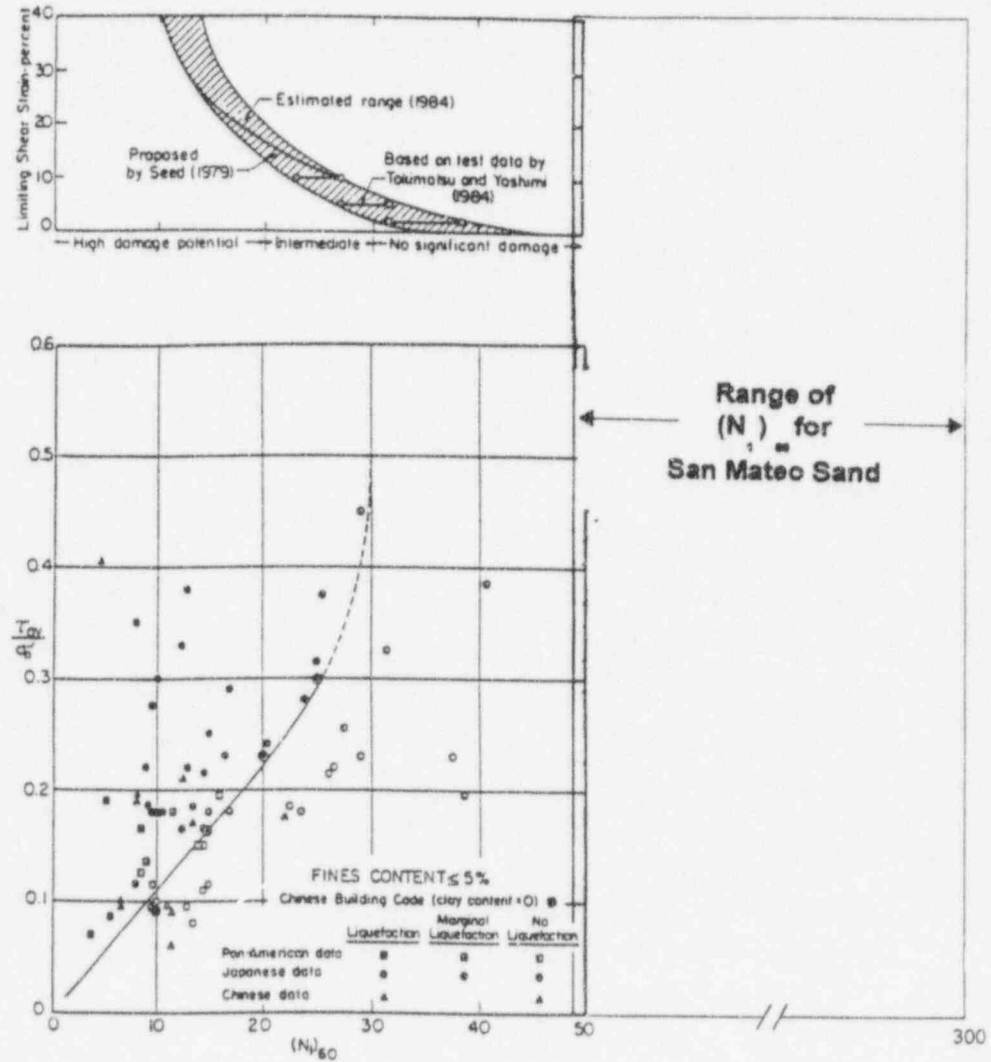 Limiting Shear Strain-percent
40
30
20
10
0
Estimated range (1984)
Proposed
by Seed (1979)
Based on test data by
Tokimatsu and Yoshimi
(1984)
High damage potential
Intermediate
No significant damage
0.6
0.5
0.4
0.3
0.2
0.1
0
Range of
(N1)60 for
San Mateo Sand
FINES CONTENT ≤ 5%
Chinese Building Code (clay content = 0)
Liquefaction
Marginal
Liquefaction
No
Liquefaction
Pan-American data
Japanese data
Chinese data
0 10 20 30 40 50 300
(N1)60